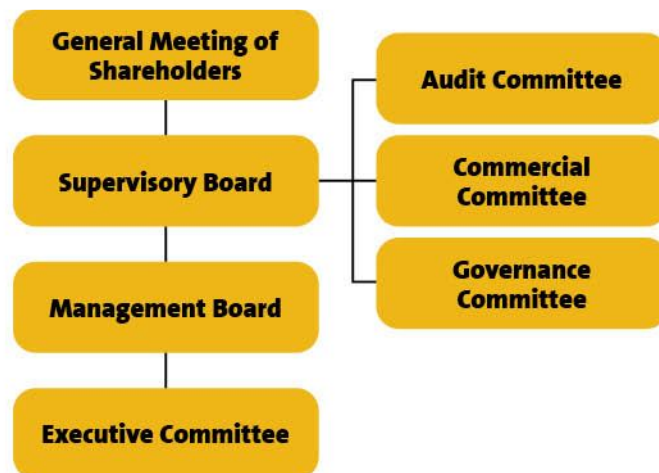 General Meeting of
Shareholders
Supervisory Board
Management Board
Executive Committee
Audit Committee
Commercial
Committee
Governance
Committee